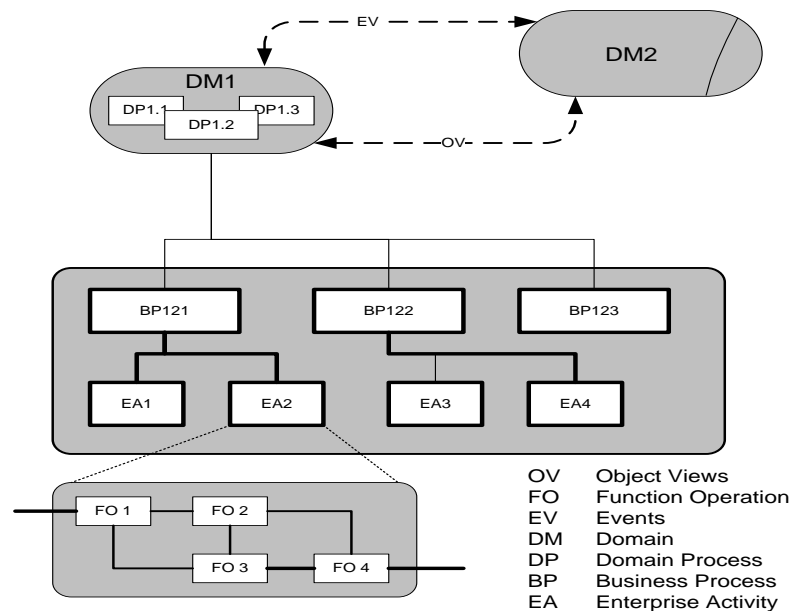 EV
DM2
DM1
DP1.1
DP1.3
DP1.2
OV
BP121
BP122
BP123
EA1
EA2
EA3
EA4
FO 1
FO 2
FO 3
FO 4
OV Object Views
FO Function Operation
EV Events
DM Domain
DP Domain Process
BP Business Process
EA Enterprise Activity